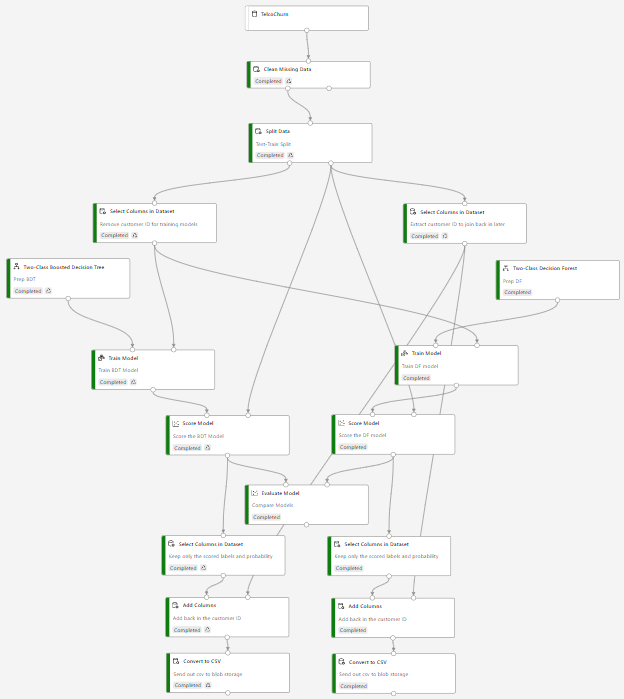 TelcoChurn
Clean Missing Data
Completed
Split Data
Test-Train Split
Completed
Select Columns in Dataset
Remove customer ID for training models
Completed
Select Columns in Dataset
Extract customer ID to join back in later
Completed
Two-Class Boosted Decision Tree
Prep BDT
Completed
Two-Class Decision Forest
Prep DF
Completed
Train Model
Train BDT Model
Completed
Train Model
Train DF model
Completed
Score Model
Score the BDT Model
Completed
Score Model
Score the DF model
Completed
Evaluate Model
Compare Models
Completed
Select Columns in Dataset
Keep only the scored labels and probability
Completed
Select Columns in Dataset
Keep only the scored labels and probability
Completed
Add Columns
Add back in the customer ID
Completed
Add Columns
Add back in the customer ID
Completed
Convert to CSV
Send out csv to blob storage
Completed
Convert to CSV
Send out csv to blob storage
Completed